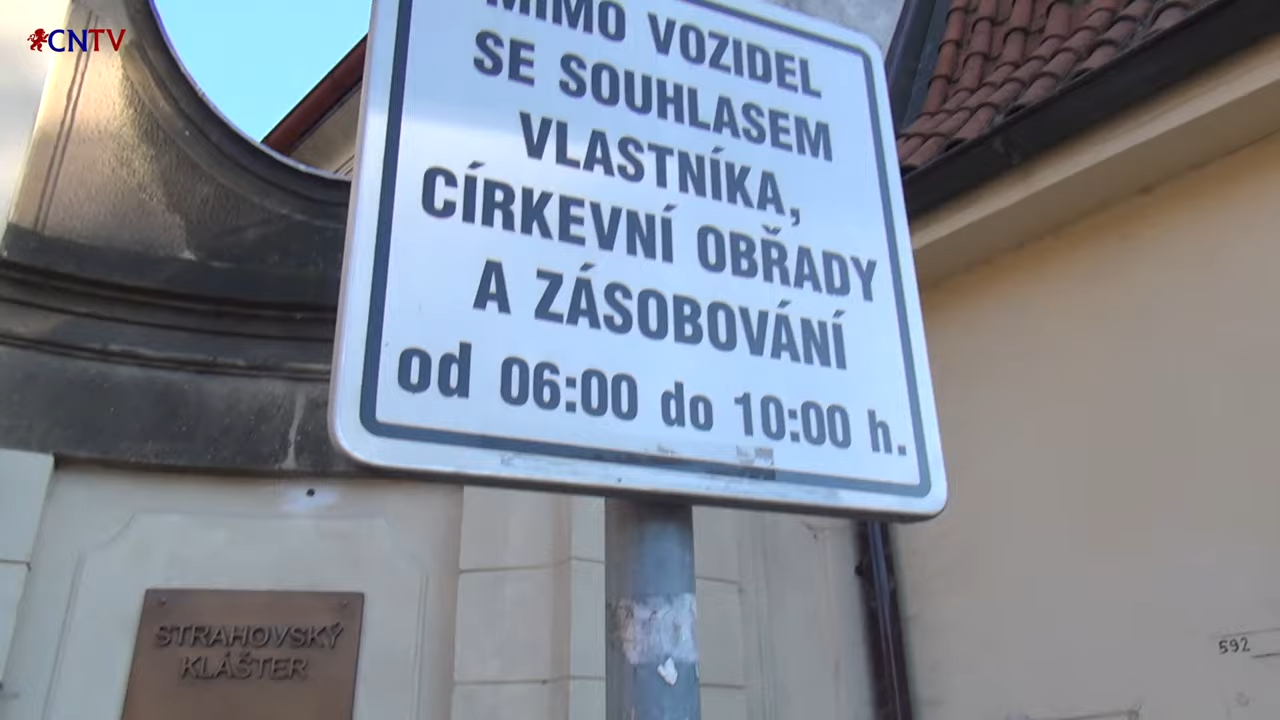 CNTV
MIMO VOZIDEL
SE SOUHLASEM
VLASTNÍKA,
CÍRKEVNÍ OBŘADY
A ZÁSOBOVÁNÍ
od 06:00 do 10:00 h.
STRAHOVSKÝ
KLÁŠTER
592